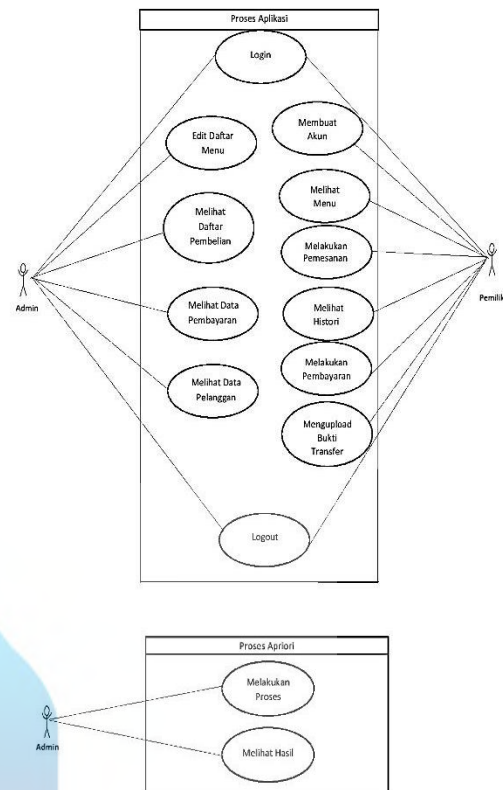 Proses Aplikasi
Login
Edit Daftar
Menu
Membuat
Akun
Melihat
Daftar
Pembelian
Melihat
Menu
Melakukan
Pemesanan
Admin
Pemilik
Melihat Data
Pembayaran
Melihat
Histori
Melihat Data
Pelanggan
Melakukan
Pembayaran
Mengupload
Bukti
Transfer
Logout
Proses Apriori
Melakukan
Proses
Admin
Melihat Hasil